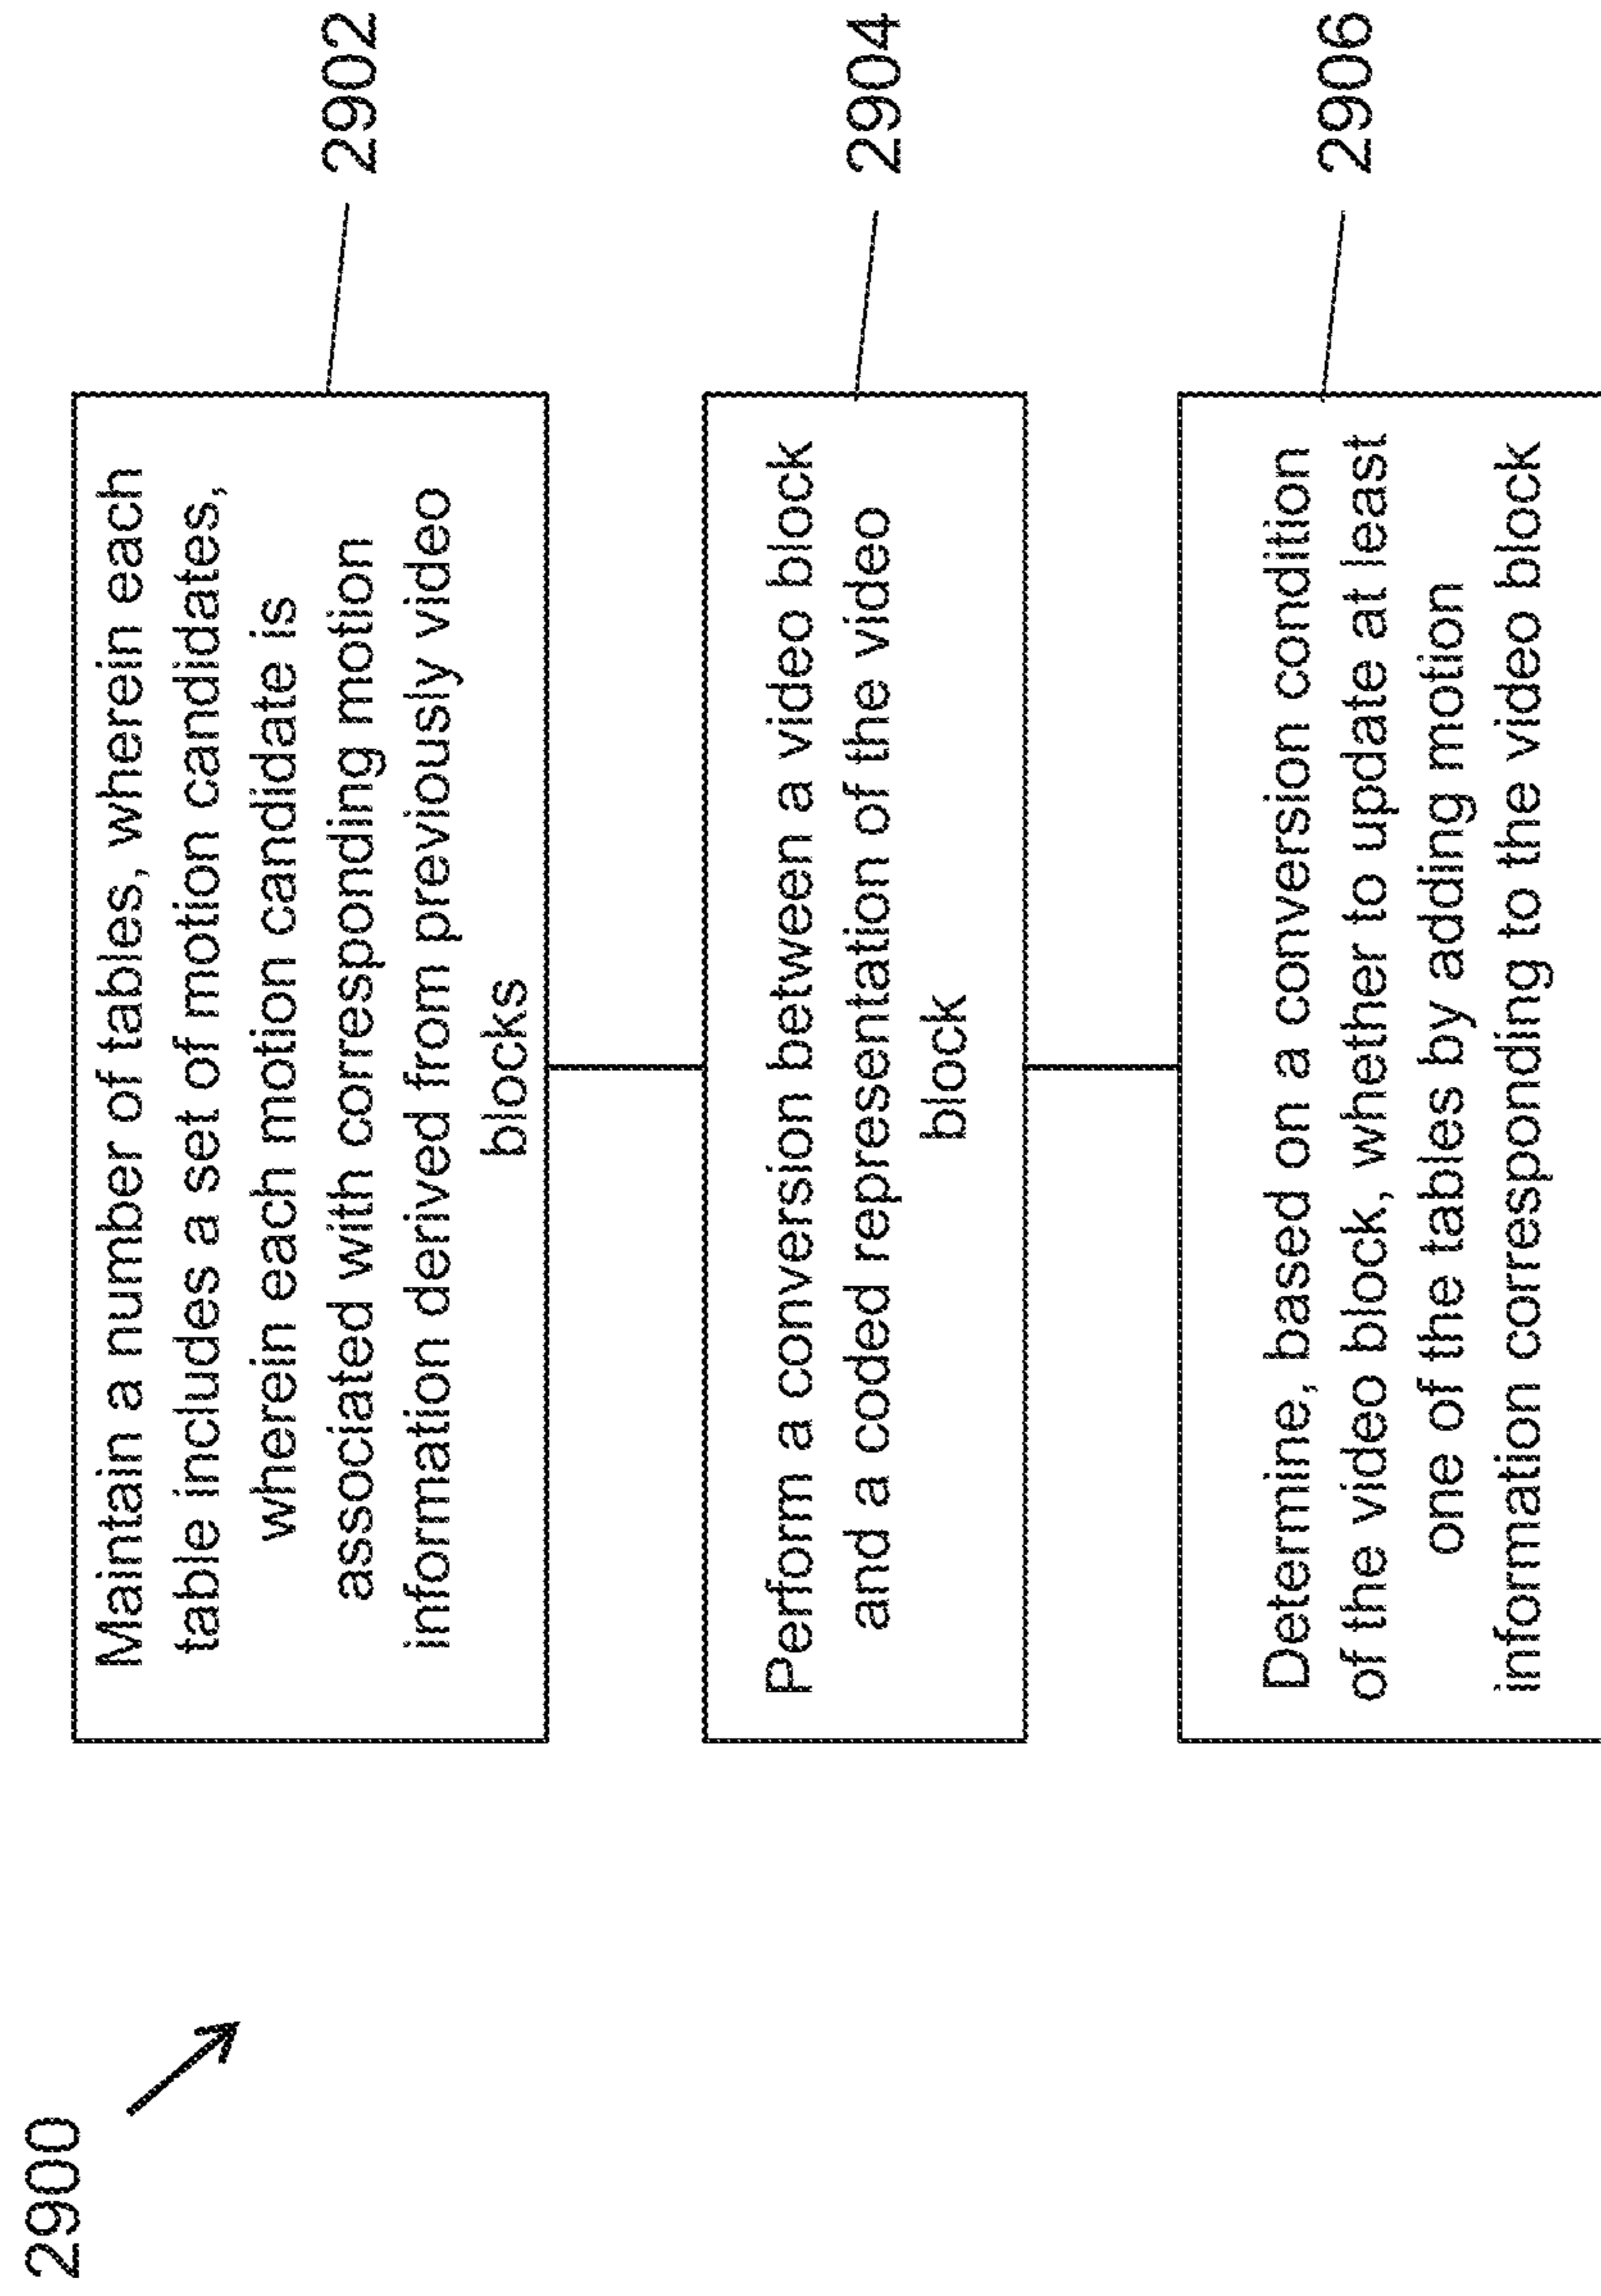 2900
Maintain a number of tables, wherein each
table includes a set of motion candidates,
wherein each motion candidate is
associated with corresponding motion
information derived from previously video
blocks
2902
Perform a conversion between a video block
and a coded representation of the video
block
2904
Determine, based on a conversion condition
of the video block, whether to update at least
one of the tables by adding motion
information corresponding to the video block
2906